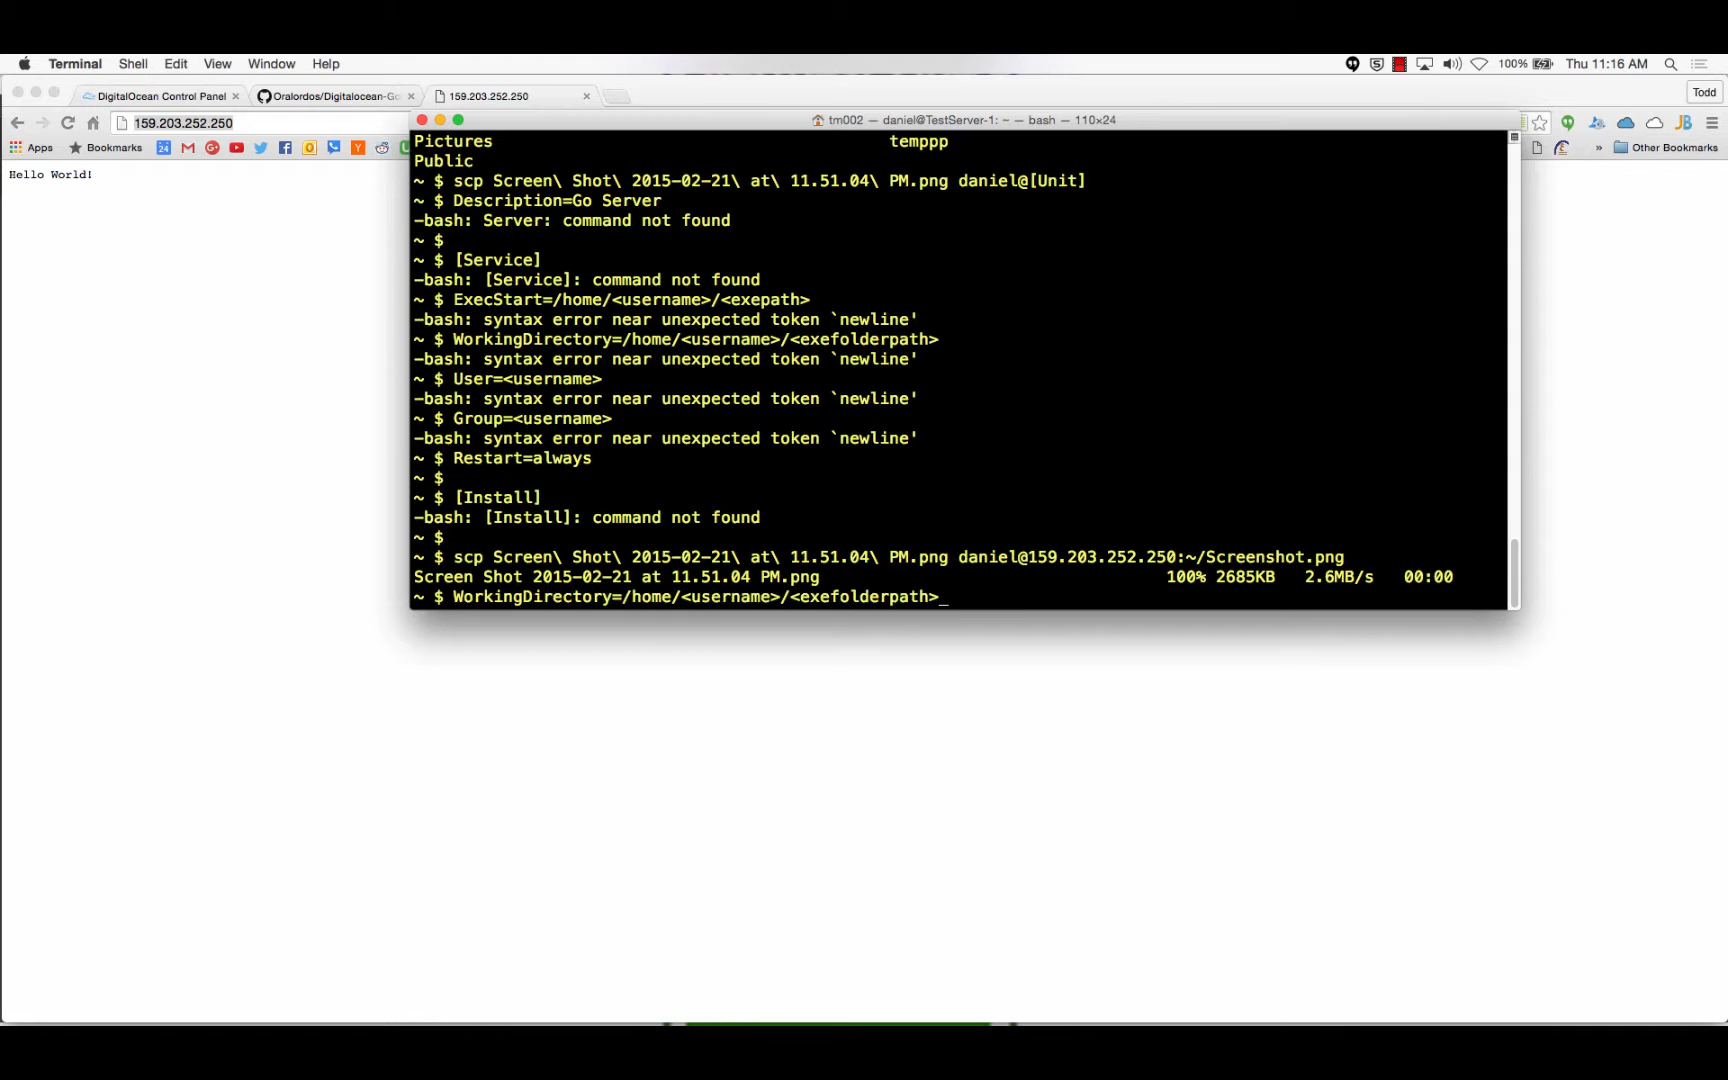 Terminal Shell Edit View Window Help 100% Thu 11:16 AM
DigitalOcean Control Panel × Oralordos/Digitalocean-Go × 159.203.252.250 × Todd
159.203.252.250
Apps Bookmarks 24 » Other Bookmarks
Hello World!
tm002 — daniel@TestServer-1: ~ — bash — 110×24
Pictures temppp
Public
~ $ scp Screen\ Shot\ 2015-02-21\ at\ 11.51.04\ PM.png daniel@[Unit]
~ $ Description=Go Server
-bash: Server: command not found
~ $
~ $ [Service]
-bash: [Service]: command not found
~ $ ExecStart=/home/<username>/<exepath>
-bash: syntax error near unexpected token `newline'
~ $ WorkingDirectory=/home/<username>/<exefolderpath>
-bash: syntax error near unexpected token `newline'
~ $ User=<username>
-bash: syntax error near unexpected token `newline'
~ $ Group=<username>
-bash: syntax error near unexpected token `newline'
~ $ Restart=always
~ $
~ $ [Install]
-bash: [Install]: command not found
~ $
~ $ scp Screen\ Shot\ 2015-02-21\ at\ 11.51.04\ PM.png daniel@159.203.252.250:~/Screenshot.png
Screen Shot 2015-02-21 at 11.51.04 PM.png 100% 2685KB 2.6MB/s 00:00
~ $ WorkingDirectory=/home/<username>/<exefolderpath>_